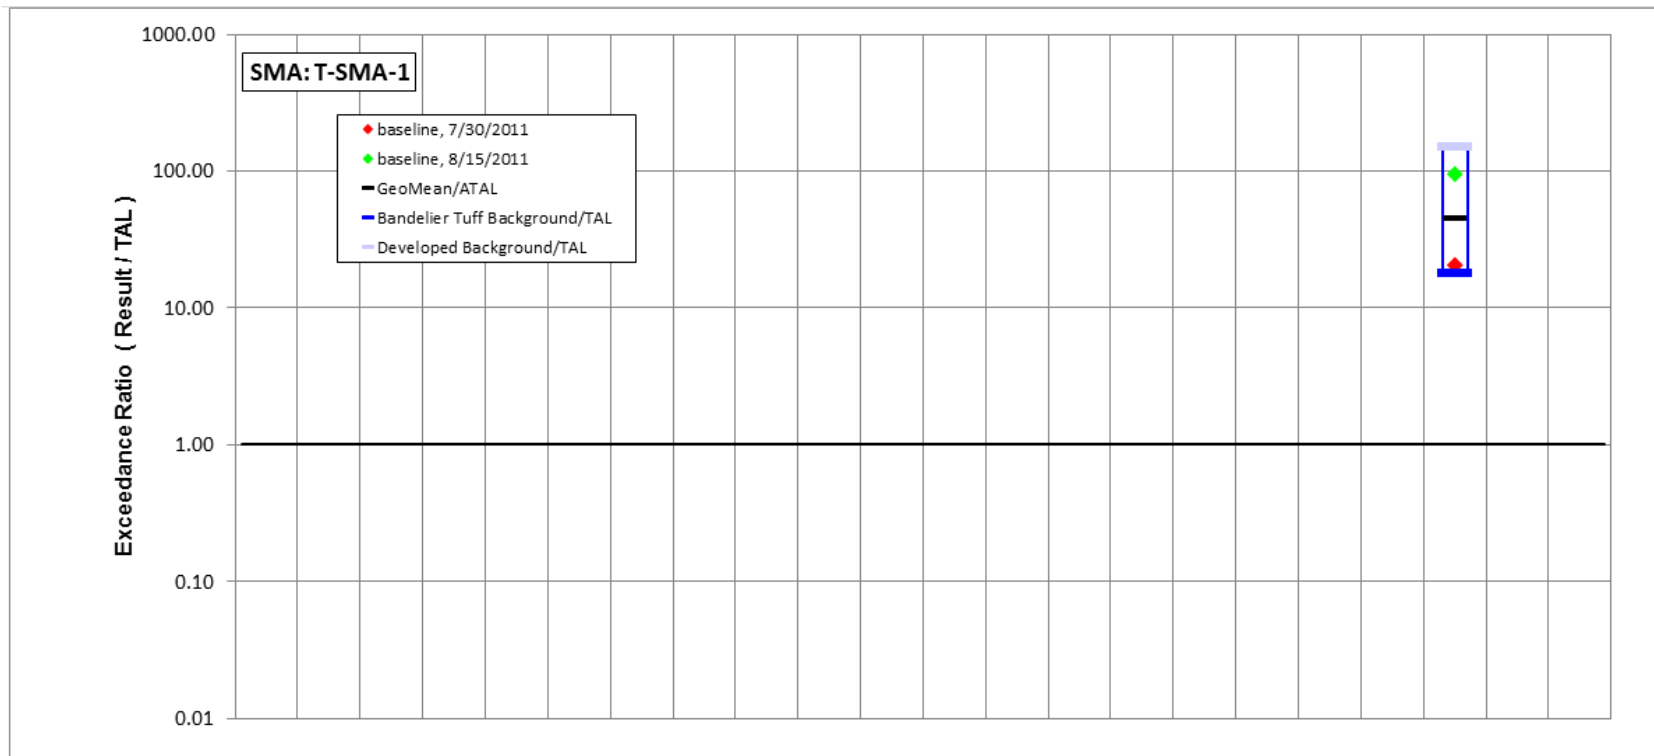 1000.00
SMA: T-SMA-1
baseline, 7/30/2011
baseline, 8/15/2011
GeoMean/ATAL
Bandelier Tuff Background/TAL
Developed Background/TAL
100.00
10.00
1.00
0.10
0.01
Exceedance Ratio ( Result / TAL )